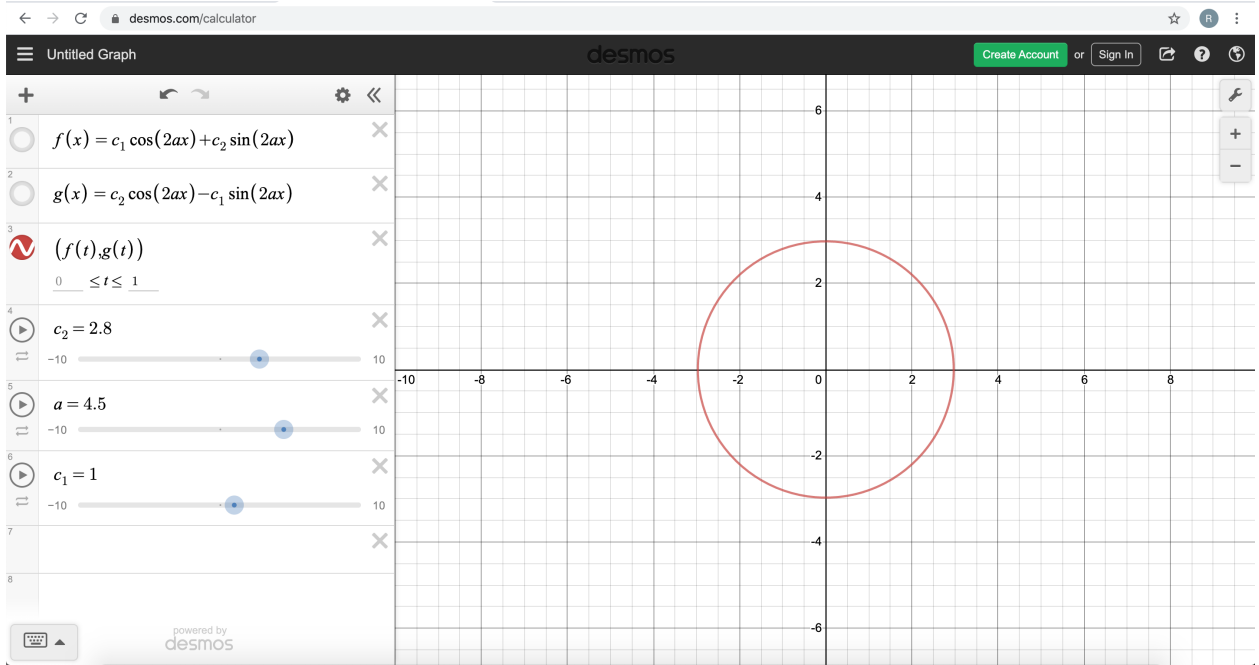 desmos.com/calculator
R
Untitled Graph
desmos
Create Account or Sign In
1
f(x) = c₁ cos(2ax)+c₂ sin(2ax)
2
g(x) = c₂ cos(2ax)−c₁ sin(2ax)
3
(f(t),g(t))
0 ≤ t ≤ 1
4
c₂ = 2.8
−10 10
5
a = 4.5
−10 10
6
c₁ = 1
−10 10
7
8
powered by
desmos
6
4
2
-10 -8 -6 -4 -2 0 2 4 6 8
-2
-4
-6